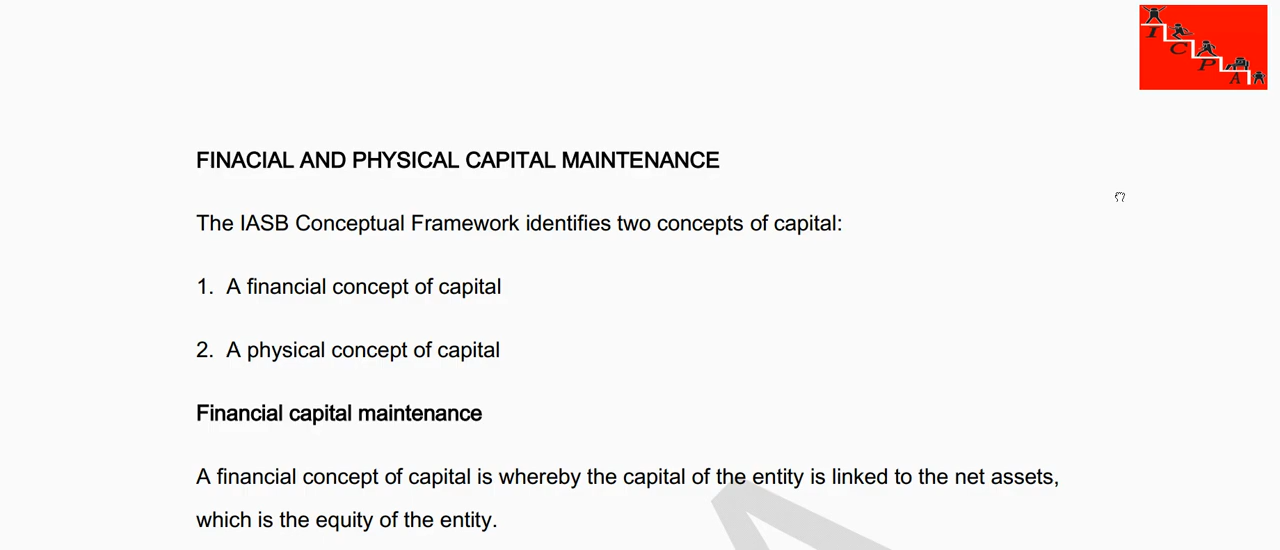 I
C
P
A
FINACIAL AND PHYSICAL CAPITAL MAINTENANCE
The IASB Conceptual Framework identifies two concepts of capital:
1. A financial concept of capital
2. A physical concept of capital
Financial capital maintenance
A financial concept of capital is whereby the capital of the entity is linked to the net assets,
which is the equity of the entity.